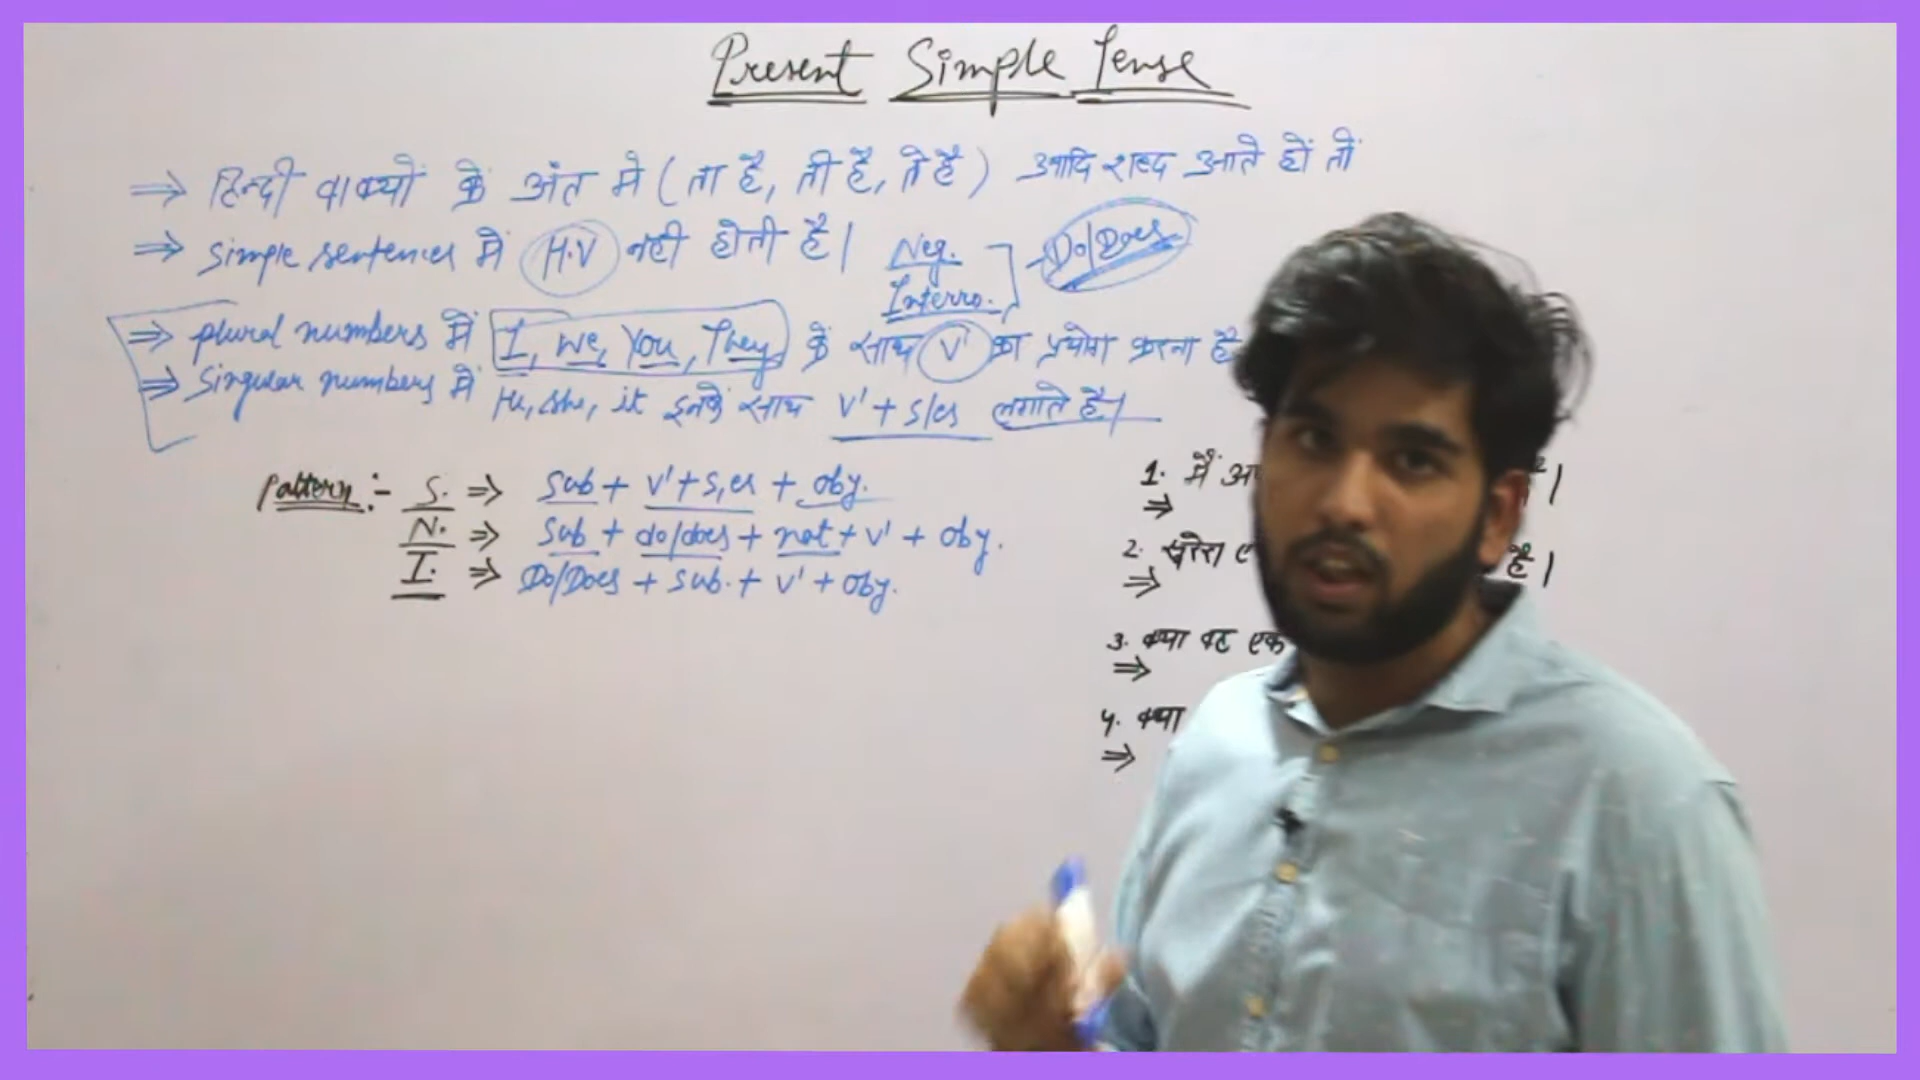 Present Simple Tense
⇒ हिन्दी वाक्यों के अंत मे (ता है, ती है, ते है) आदि शब्द आते हों तो
⇒ simple sentences में H.V नही होती है। Neg. Interro. - Do/Does
⇒ plural numbers में I, we, You, They के साथ V' का प्रयोग करना है
⇒ Singular numbers में He, she, it इनके साथ V' + s/es लगाते है।
Pattern :- S. ⇒ Sub + V' + s, es + obj.
N. ⇒ Sub + do/does + not + V' + obj.
I. ⇒ Do/Does + Sub. + V' + obj.
1. मैं
⇒
2. है।
⇒
3. क्या वह एक
⇒
4. क्या
⇒